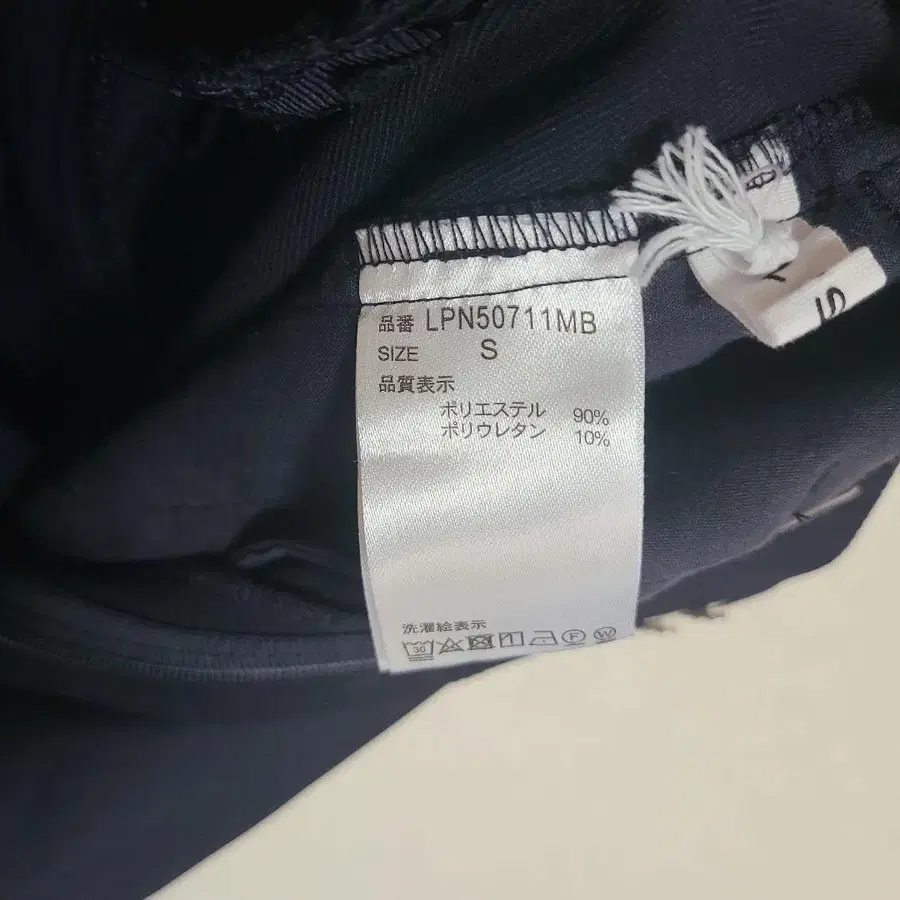 品番 LPN50711MB
SIZE S
品質表示
ポリエステル 90%
ポリウレタン 10%
洗濯絵表示
30
F
W
S